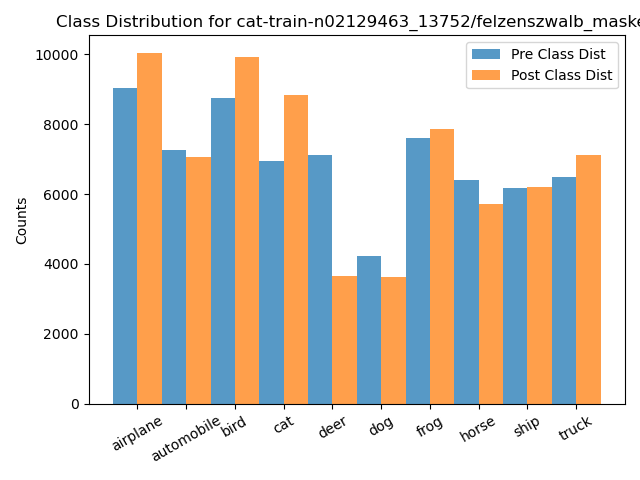 Class Distribution for cat-train-n02129463_13752/felzenszwalb_maske
Pre Class Dist
Post Class Dist
Counts
10000
8000
6000
4000
2000
0
airplane
automobile
bird
cat
deer
dog
frog
horse
ship
truck